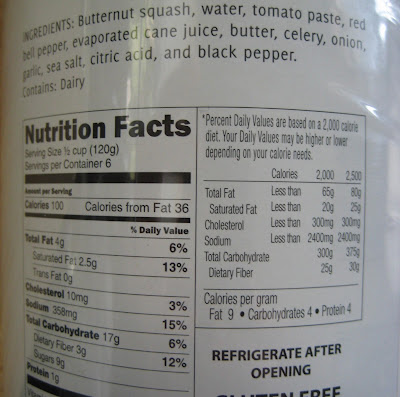 INGREDIENTS: Butternut squash, water, tomato paste, red
bell pepper, evaporated cane juice, butter, celery, onion,
garlic, sea salt, citric acid, and black pepper.
Contains: Dairy
Nutrition Facts
Serving Size ½ cup (120g)
Servings per Container 6
Amount per Serving
Calories 100 Calories from Fat 36
% Daily Value
Total Fat 4g 6%
Saturated Fat 2.5g 13%
Trans Fat 0g
Cholesterol 10mg 3%
Sodium 358mg 15%
Total Carbohydrate 17g 6%
Dietary Fiber 3g 12%
Sugars 9g
Protein 1g
*Percent Daily Values are based on a 2,000 calorie
diet. Your Daily Values may be higher or lower
depending on your calorie needs.
Calories 2,000 2,500
Total Fat Less than 65g 80g
Saturated Fat Less than 20g 25g
Cholesterol Less than 300mg 300mg
Sodium Less than 2400mg 2400mg
Total Carbohydrate 300g 375g
Dietary Fiber 25g 30g
Calories per gram
Fat 9 • Carbohydrates 4 • Protein 4
REFRIGERATE AFTER
OPENING
GLUTEN FREE